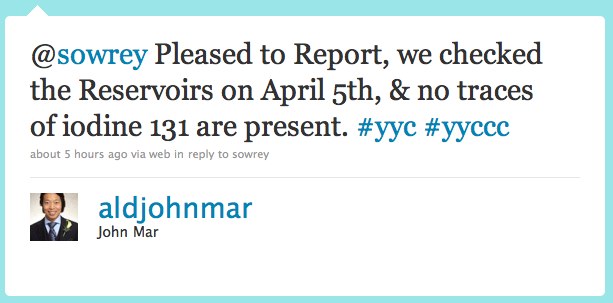 @sowrey Pleased to Report, we checked
the Reservoirs on April 5th, & no traces
of iodine 131 are present. #yyc #yyccc
about 5 hours ago via web in reply to sowrey
aldjohnmar
John Mar